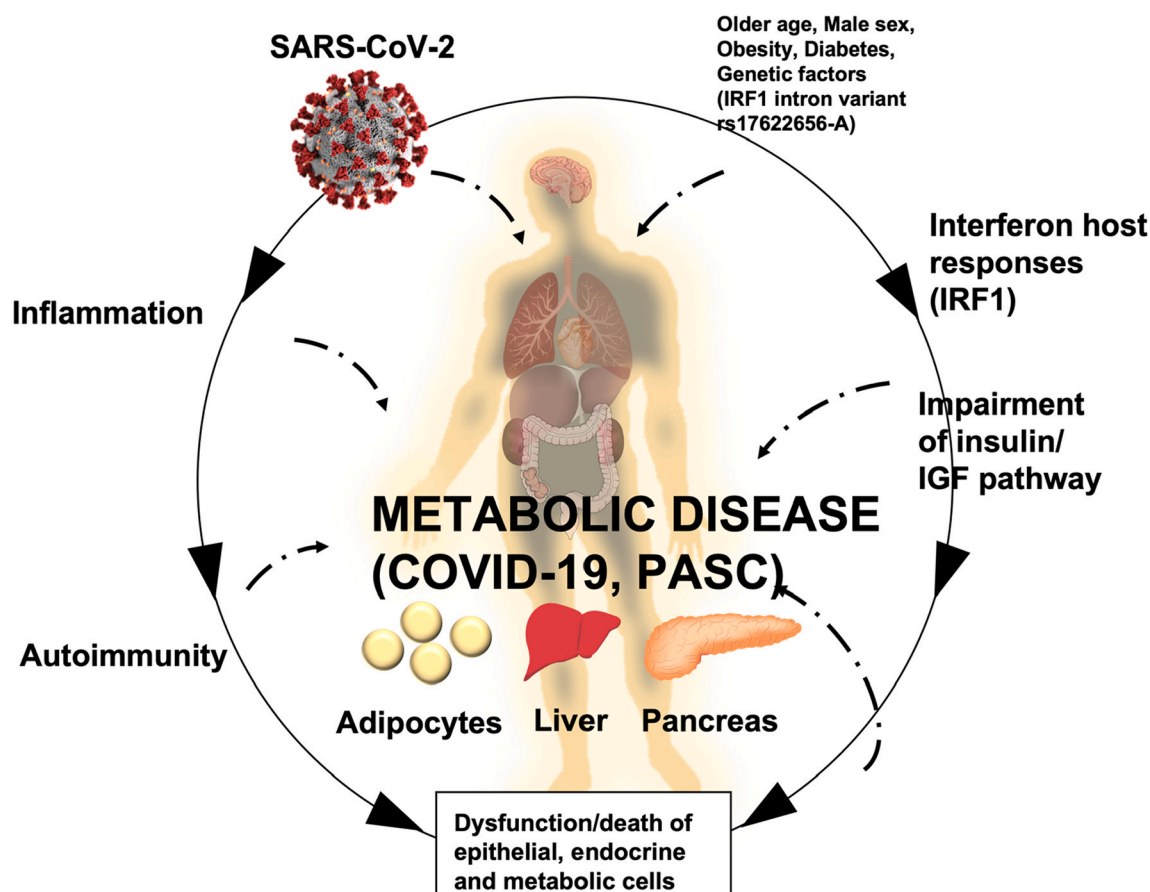 SARS-CoV-2
Older age, Male sex,
Obesity, Diabetes,
Genetic factors
(IRF1 intron variant
rs17622656-A)
Interferon host
responses
(IRF1)
Inflammation
Impairment
of insulin/
IGF pathway
METABOLIC DISEASE
(COVID-19, PASC)
Autoimmunity
Adipocytes
Liver
Pancreas
Dysfunction/death of
epithelial, endocrine
and metabolic cells